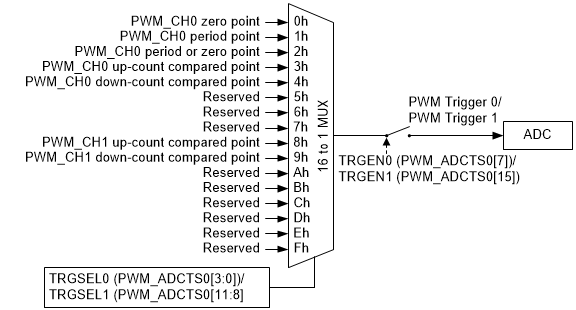 PWM_CH0 zero point 0h
PWM_CH0 period point 1h
PWM_CH0 period or zero point 2h
PWM_CH0 up-count compared point 3h
PWM_CH0 down-count compared point 4h
Reserved 5h
Reserved 6h
Reserved 7h
PWM_CH1 up-count compared point 8h
PWM_CH1 down-count compared point 9h
Reserved Ah
Reserved Bh
Reserved Ch
Reserved Dh
Reserved Eh
Reserved Fh
16 to 1 MUX
PWM Trigger 0/
PWM Trigger 1
ADC
TRGEN0 (PWM_ADCTS0[7])/
TRGEN1 (PWM_ADCTS0[15])
TRGSEL0 (PWM_ADCTS0[3:0])/
TRGSEL1 (PWM_ADCTS0[11:8]